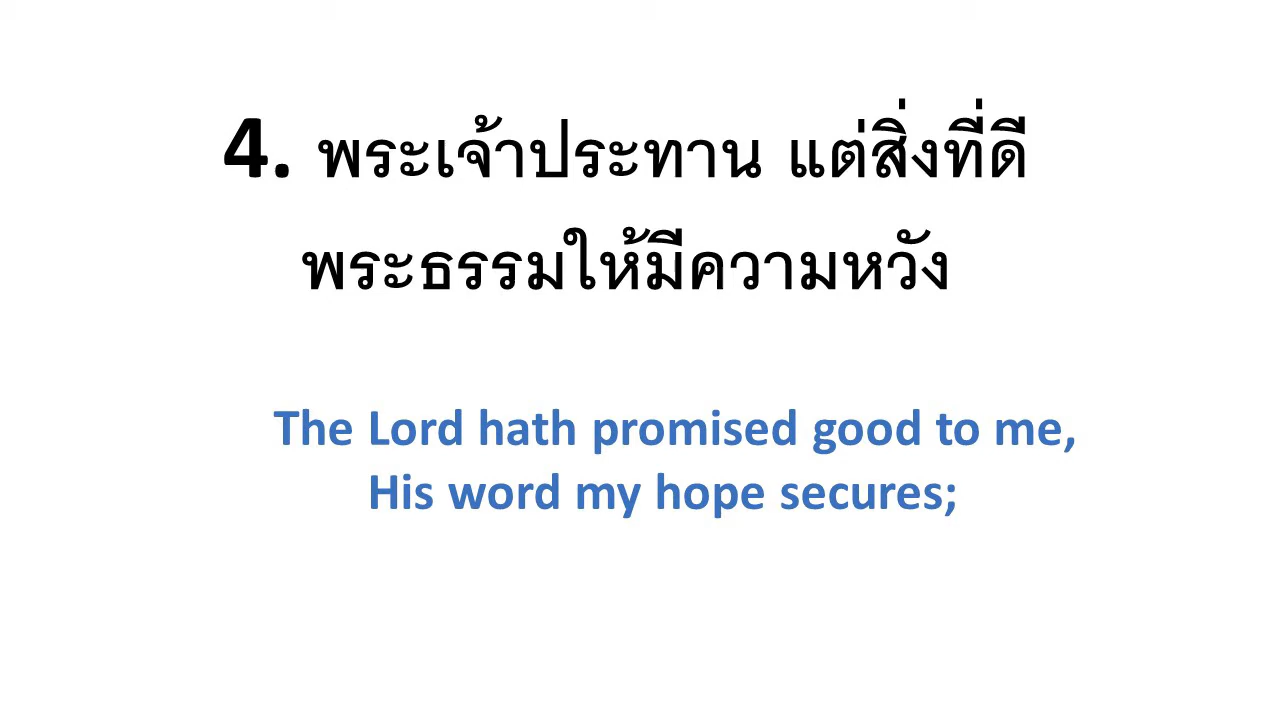 4. พระเจ้าประทาน แต่สิ่งที่ดี
พระธรรมให้มีความหวัง
The Lord hath promised good to me,
His word my hope secures;